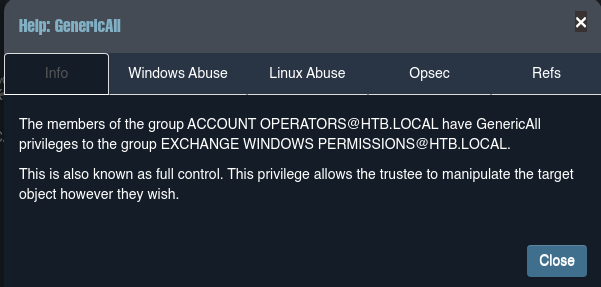 Help: GenericAll
×
Info
Windows Abuse
Linux Abuse
Opsec
Refs
The members of the group ACCOUNT OPERATORS@HTB.LOCAL have GenericAll
privileges to the group EXCHANGE WINDOWS PERMISSIONS@HTB.LOCAL.
This is also known as full control. This privilege allows the trustee to manipulate the target
object however they wish.
Close